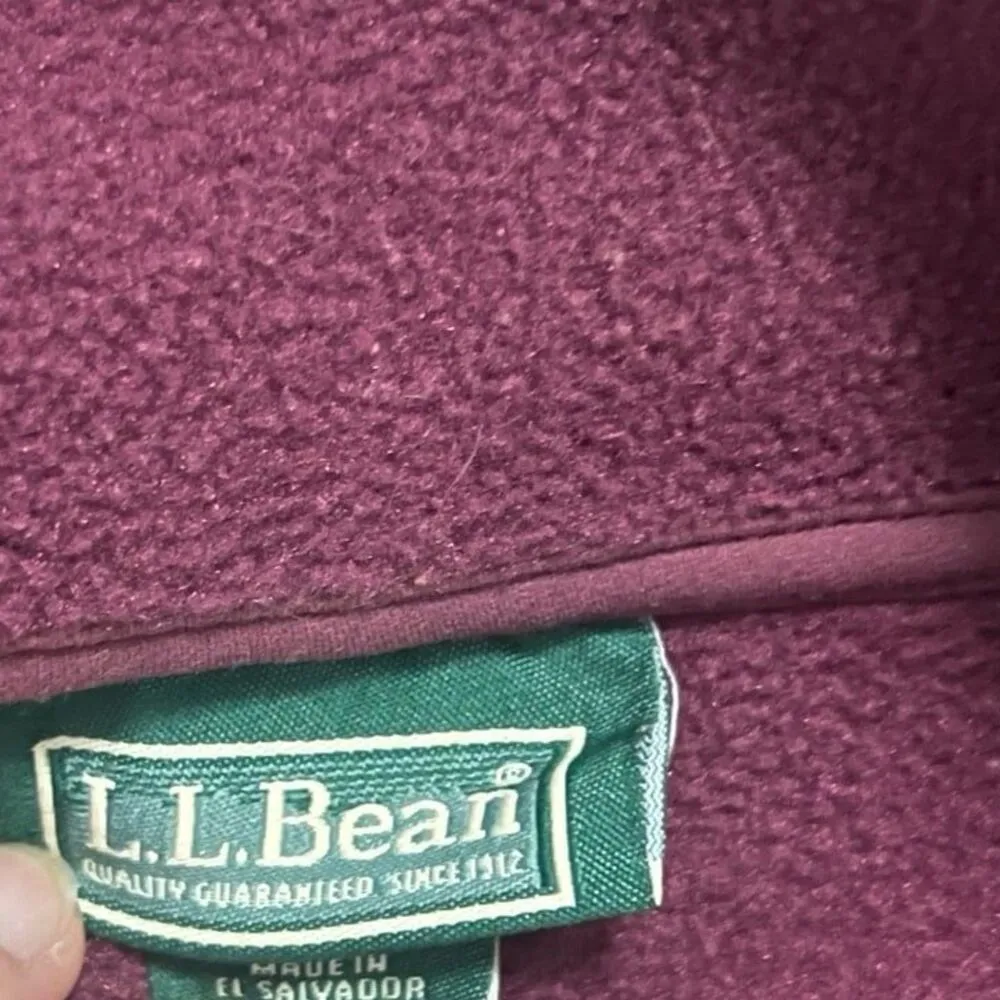 L.L.Bean®
QUALITY GUARANTEED SINCE 1912
MADE IN
EL SALVADOR